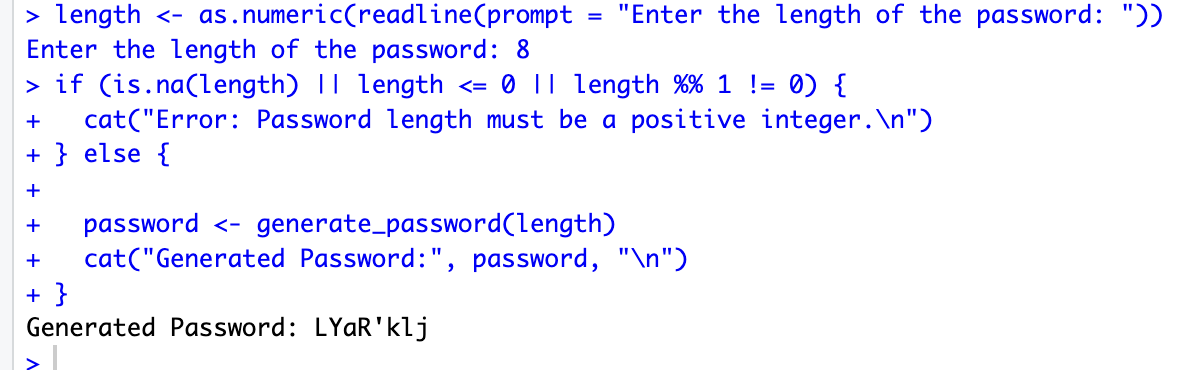 > length <- as.numeric(readline(prompt = "Enter the length of the password: "))
Enter the length of the password: 8
> if (is.na(length) || length <= 0 || length %% 1 != 0) {
+   cat("Error: Password length must be a positive integer.\n")
+ } else {
+
+   password <- generate_password(length)
+   cat("Generated Password:", password, "\n")
+ }
Generated Password: LYaR'klj
>